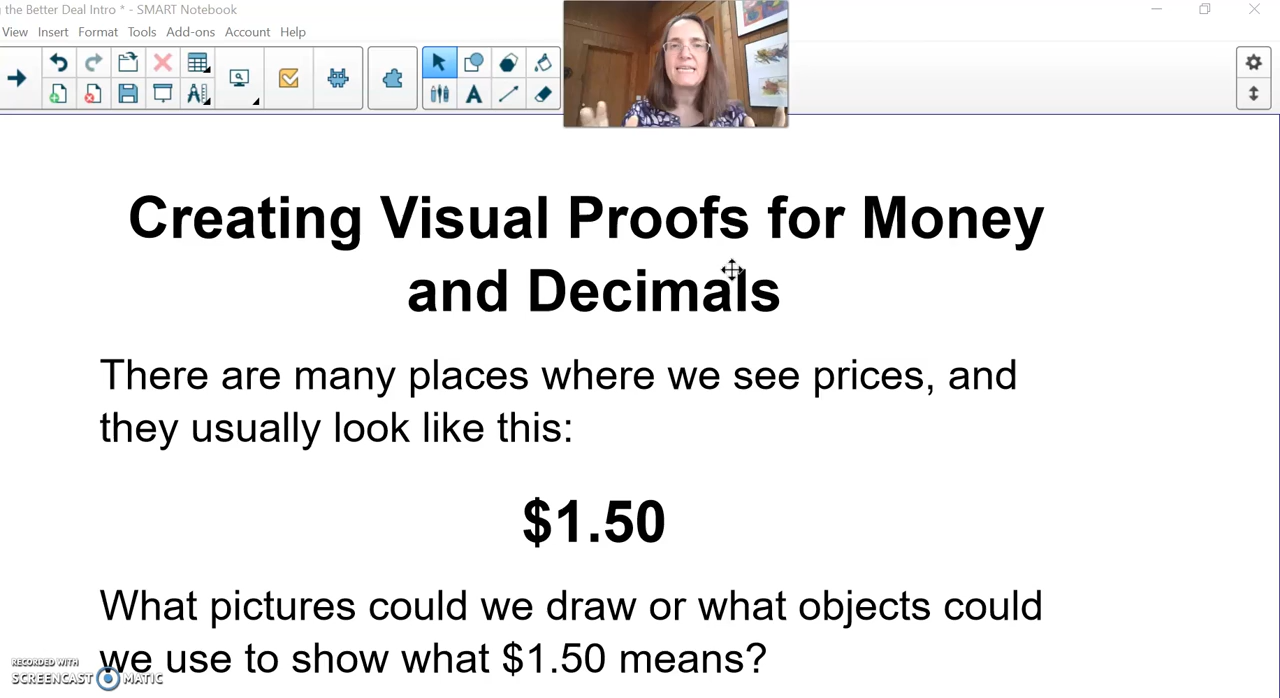 the Better Deal Intro * - SMART Notebook
View Insert Format Tools Add-ons Account Help
Creating Visual Proofs for Money
and Decimals
There are many places where we see prices, and
they usually look like this:
$1.50
What pictures could we draw or what objects could
we use to show what $1.50 means?
RECORDED WITH
SCREENCAST MATIC